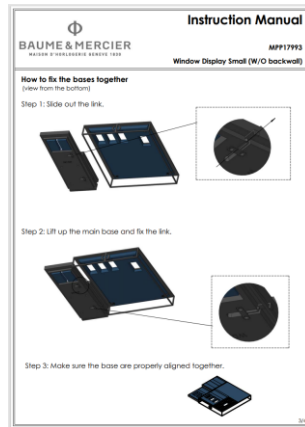 Instruction Manual
BAUME & MERCIER
MAISON D'HORLOGERIE GENEVE 1830
MPP17993
Window Display Small (W/O backwall)
How to fix the bases together
(view from the bottom)
Step 1: Slide out the link.
Step 2: Lift up the main base and fix the link.
Step 3: Make sure the base are properly aligned together.